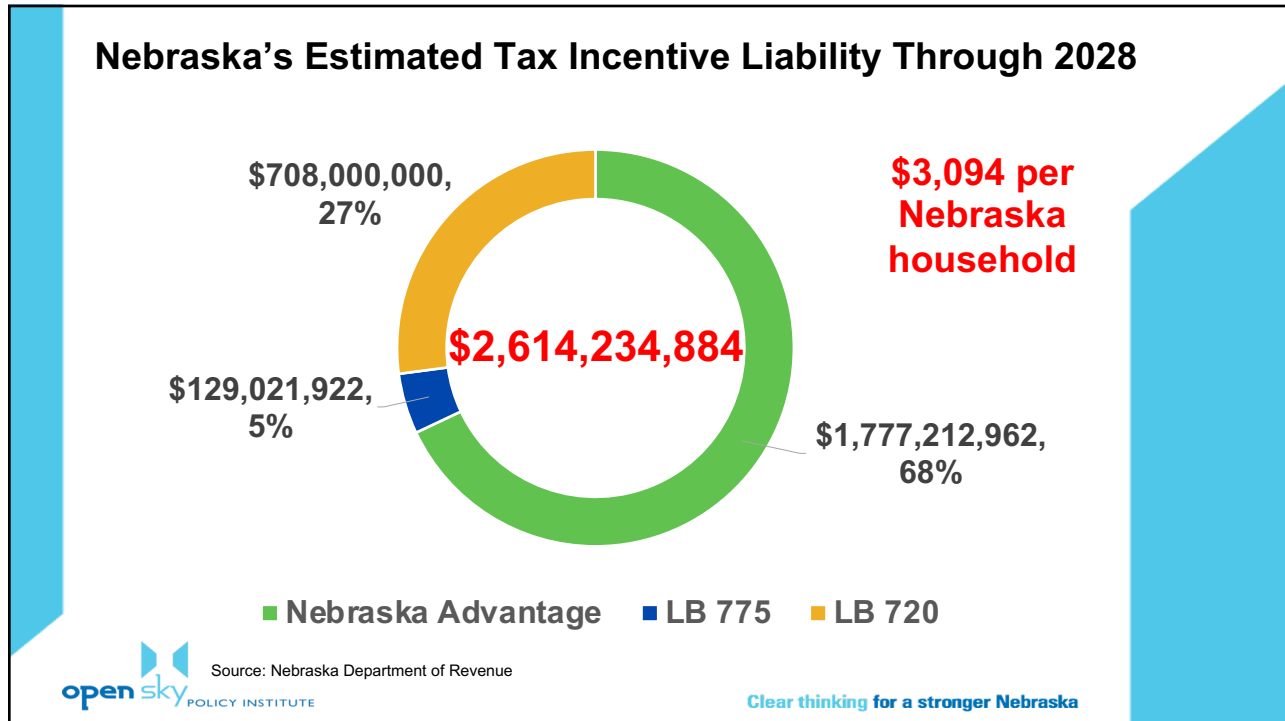 Nebraska’s Estimated Tax Incentive Liability Through 2028
$708,000,000,
27%
$3,094 per
Nebraska
household
$2,614,234,884
$129,021,922,
5%
$1,777,212,962,
68%
Nebraska Advantage LB 775 LB 720
Source: Nebraska Department of Revenue
open sky POLICY INSTITUTE
Clear thinking for a stronger Nebraska